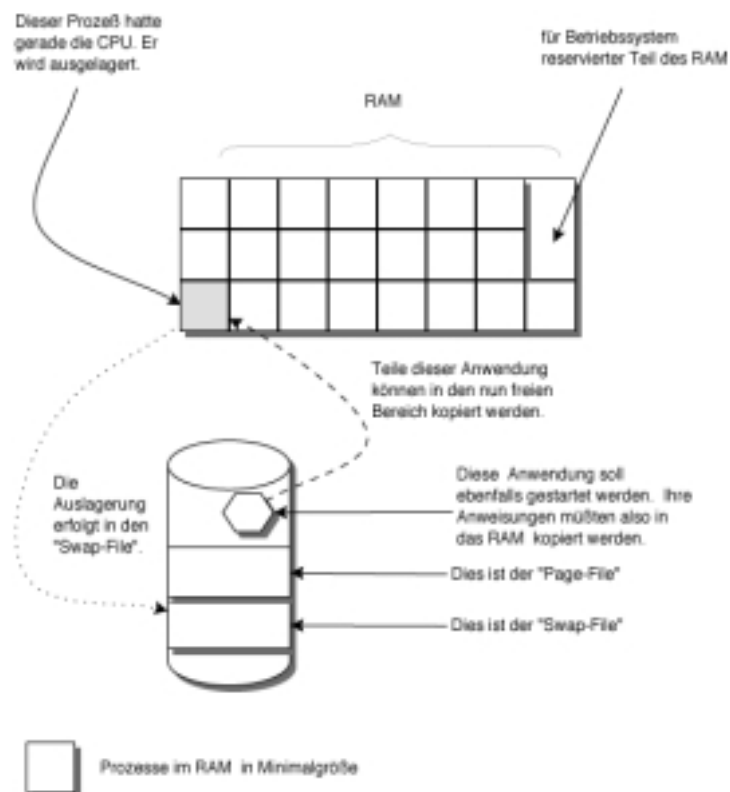 Dieser Prozeß hatte
gerade die CPU. Er
wird ausgelagert.
für Betriebssystem
reservierter Teil des RAM
RAM
Teile dieser Anwendung
können in den nun freien
Bereich kopiert werden.
Die
Auslagerung
erfolgt in den
"Swap-File".
Diese Anwendung soll
ebenfalls gestartet werden. Ihre
Anweisungen müßten also in
das RAM kopiert werden.
Dies ist der "Page-File"
Dies ist der "Swap-File"
Prozesse im RAM in Minimalgröße